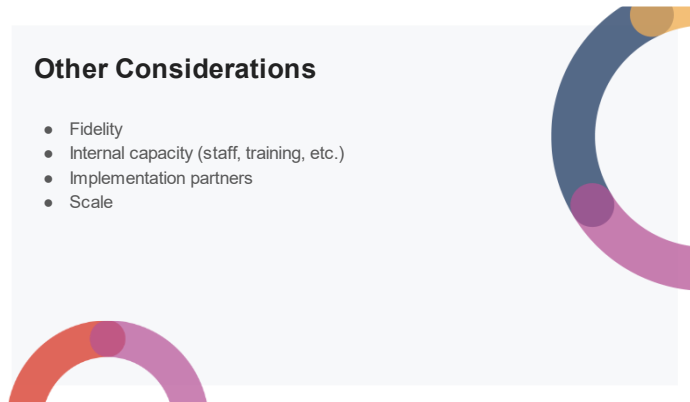 Other Considerations
● Fidelity
● Internal capacity (staff, training, etc.)
● Implementation partners
● Scale